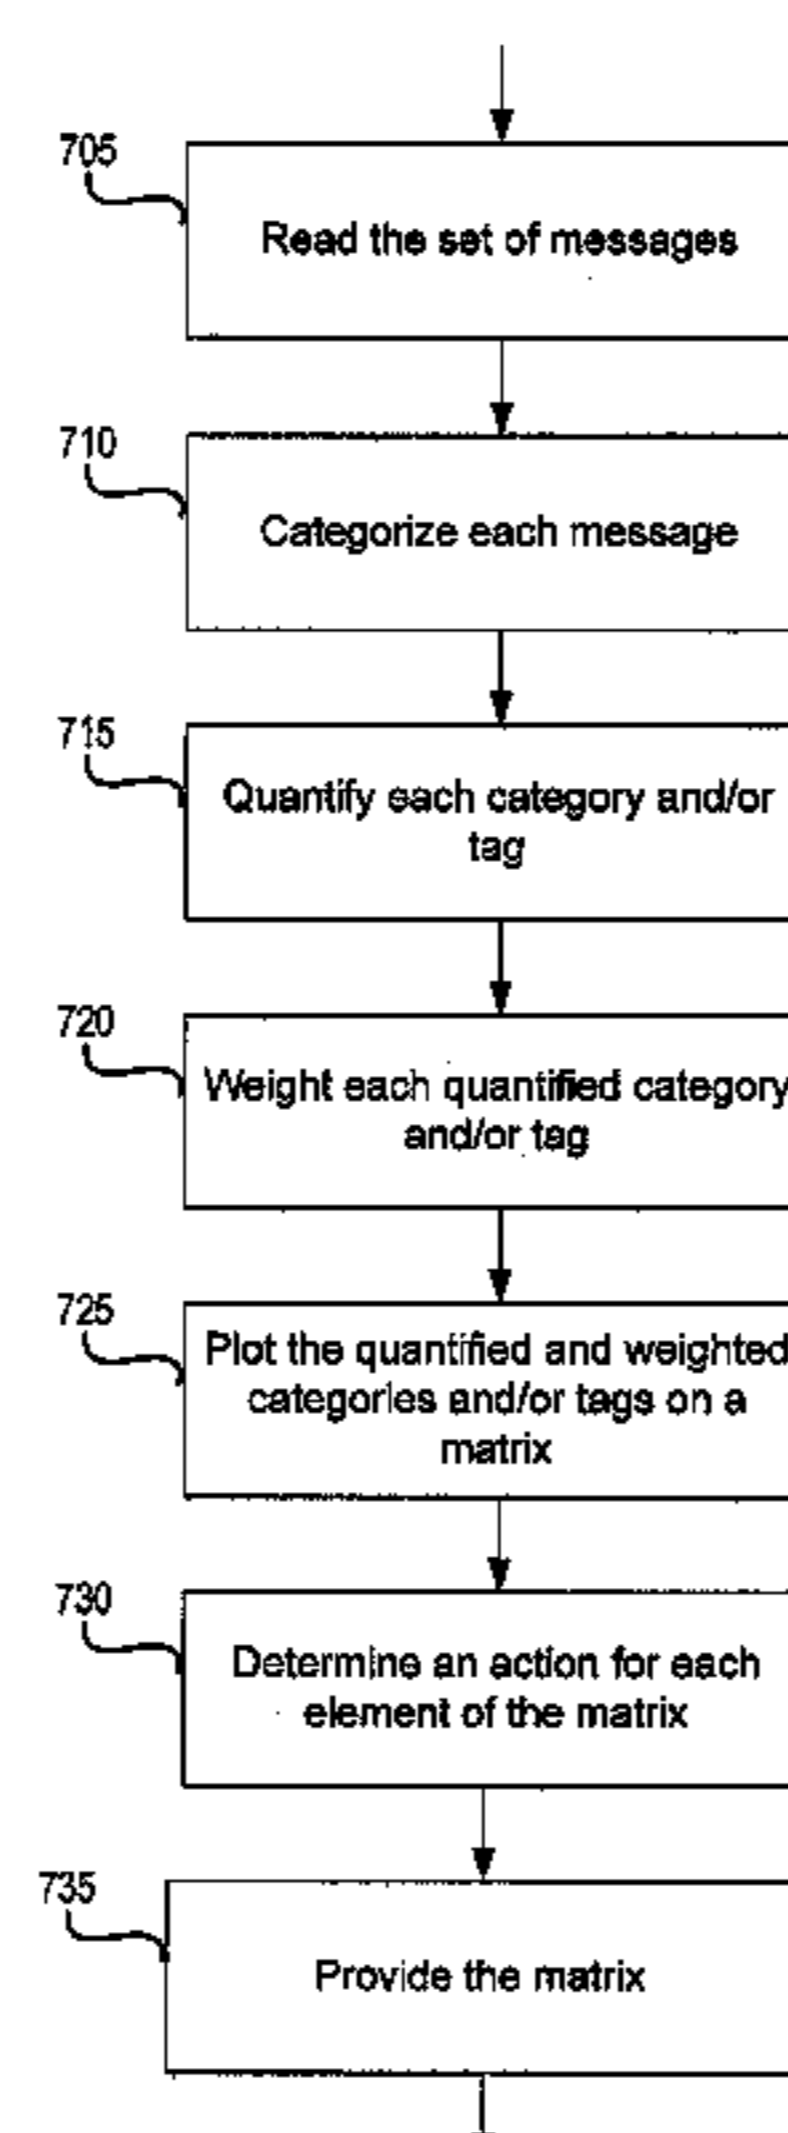 705
Read the set of messages
710
Categorize each message
715
Quantify each category and/or
tag
720
Weight each quantified category
and/or tag
725
Plot the quantified and weighted
categories and/or tags on a
matrix
730
Determine an action for each
element of the matrix
735
Provide the matrix